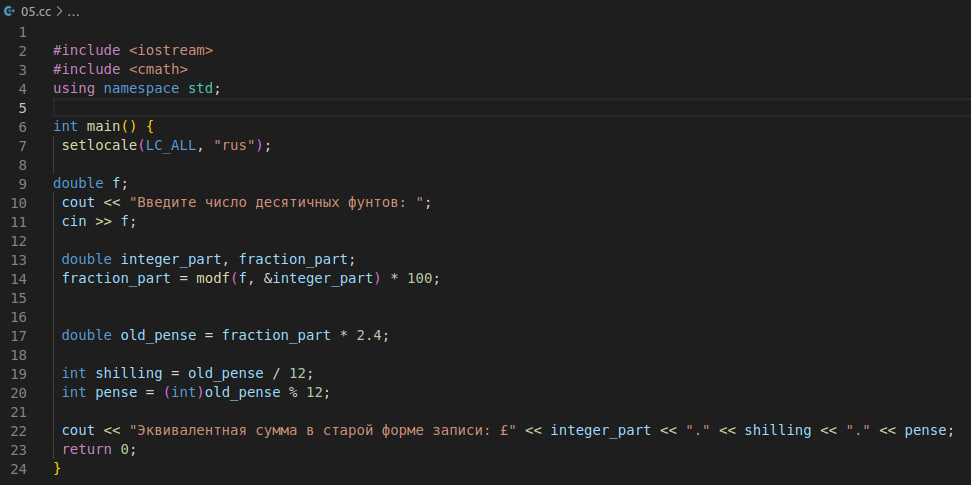 05.cc > ...
1
2 #include <iostream>
3 #include <cmath>
4 using namespace std;
5
6 int main() {
7  setlocale(LC_ALL, "rus");
8
9 double f;
10  cout << "Введите число десятичных фунтов: ";
11  cin >> f;
12
13  double integer_part, fraction_part;
14  fraction_part = modf(f, &integer_part) * 100;
15
16
17  double old_pense = fraction_part * 2.4;
18
19  int shilling = old_pense / 12;
20  int pense = (int)old_pense % 12;
21
22  cout << "Эквивалентная сумма в старой форме записи: £" << integer_part << "." << shilling << "." << pense;
23  return 0;
24 }